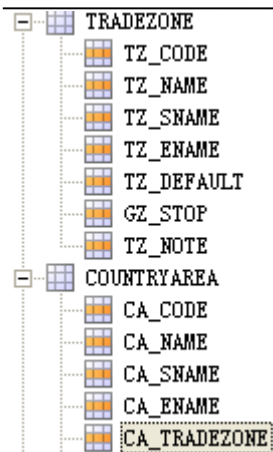 TRADEZONE
TZ_CODE
TZ_NAME
TZ_SNAME
TZ_ENAME
TZ_DEFAULT
GZ_STOP
TZ_NOTE
COUNTRYAREA
CA_CODE
CA_NAME
CA_SNAME
CA_ENAME
CA_TRADEZONE